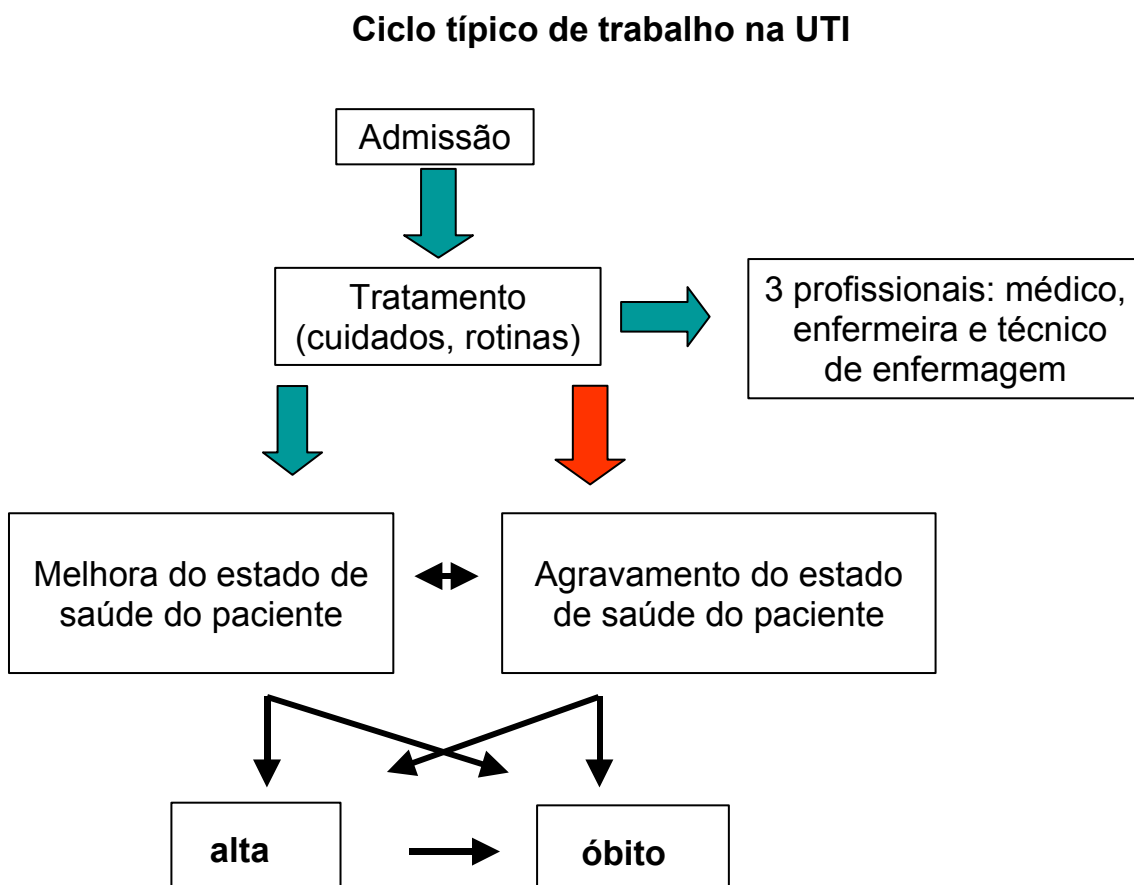 Ciclo típico de trabalho na UTI
Admissão
Tratamento
(cuidados, rotinas)
3 profissionais: médico,
enfermeira e técnico
de enfermagem
Melhora do estado de
saúde do paciente
Agravamento do estado
de saúde do paciente
alta
óbito